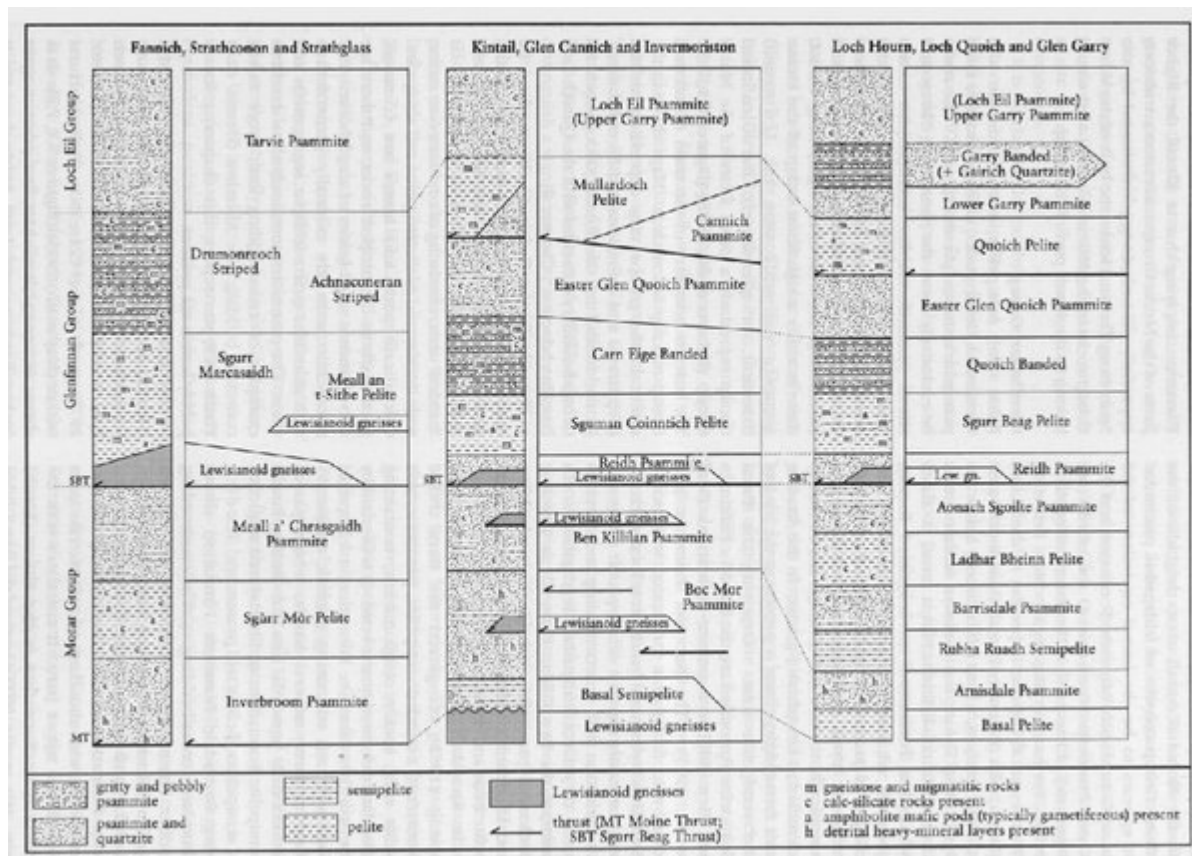 Fannich, Strathconon and Strathglass
Kintail, Glen Cannich and Invermoriston
Loch Hourn, Loch Quoich and Glen Garry
Loch Eil Group
Glenfinnan Group
Morar Group
SBT
MT
Tarvie Psammite
Drumonreoch
Striped
Achnaconeran
Striped
Sgurr
Marcasaidh
Meall an
t-Sithe Pelite
Lewisianoid gneisses
Lewisianoid gneisses
Meall a' Chrasgaidh
Psammite
Sgùrr Mòr Pelite
Inverbroom Psammite
SBT
Loch Eil Psammite
(Upper Garry Psammite)
Mullardoch
Pelite
Cannich
Psammite
Easter Glen Quoich Psammite
Carn Eige Banded
Sguman Coinntich Pelite
Reidh Psammite
Lewisianoid gneisses
Lewisianoid gneisses
Ben Killilan Psammite
Boc Mor
Psammite
Lewisianoid gneisses
Basal Semipelite
Lewisianoid gneisses
SBT
(Loch Eil Psammite)
Upper Garry Psammite
Garry Banded
(+ Gairich Quartzite)
Lower Garry Psammite
Quoich Pelite
Easter Glen Quoich Psammite
Quoich Banded
Sgurr Beag Pelite
Reidh Psammite
Lew. gn.
Aonach Sgoilte Psammite
Ladhar Bheinn Pelite
Barrisdale Psammite
Rubha Ruadh Semipelite
Arnisdale Psammite
Basal Pelite
gritty and pebbly
psammite
psammite and
quartzite
semipelite
pelite
Lewisianoid gneisses
thrust (MT Moine Thrust;
SBT Sgurr Beag Thrust)
m gneissose and migmatitic rocks
c calc-silicate rocks present
a amphibolite mafic pods (typically garnetiferous) present
h detrital heavy-mineral layers present